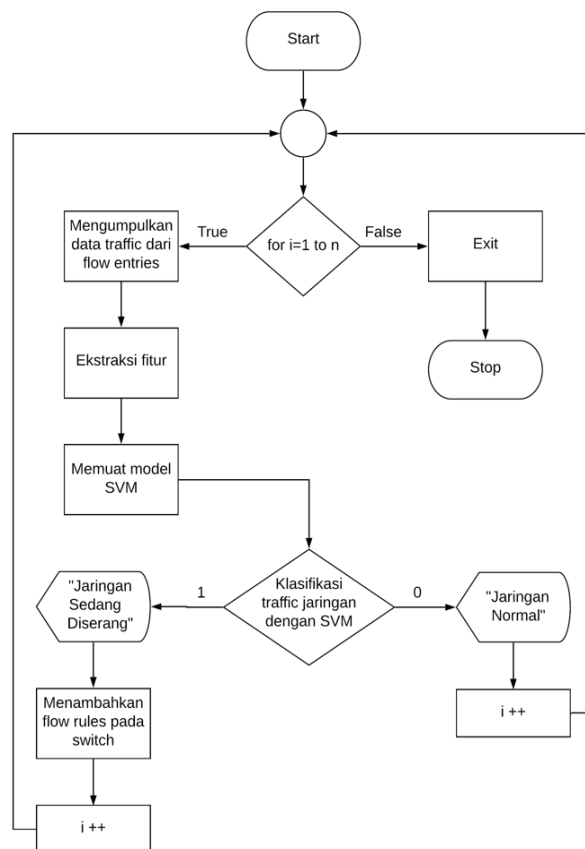 Start
Mengumpulkan
data traffic dari
flow entries
True
for i=1 to n
False
Exit
Ekstraksi fitur
Stop
Memuat model
SVM
"Jaringan
Sedang
Diserang"
1
Klasifikasi
traffic jaringan
dengan SVM
0
"Jaringan
Normal"
Menambahkan
flow rules pada
switch
i ++
i ++